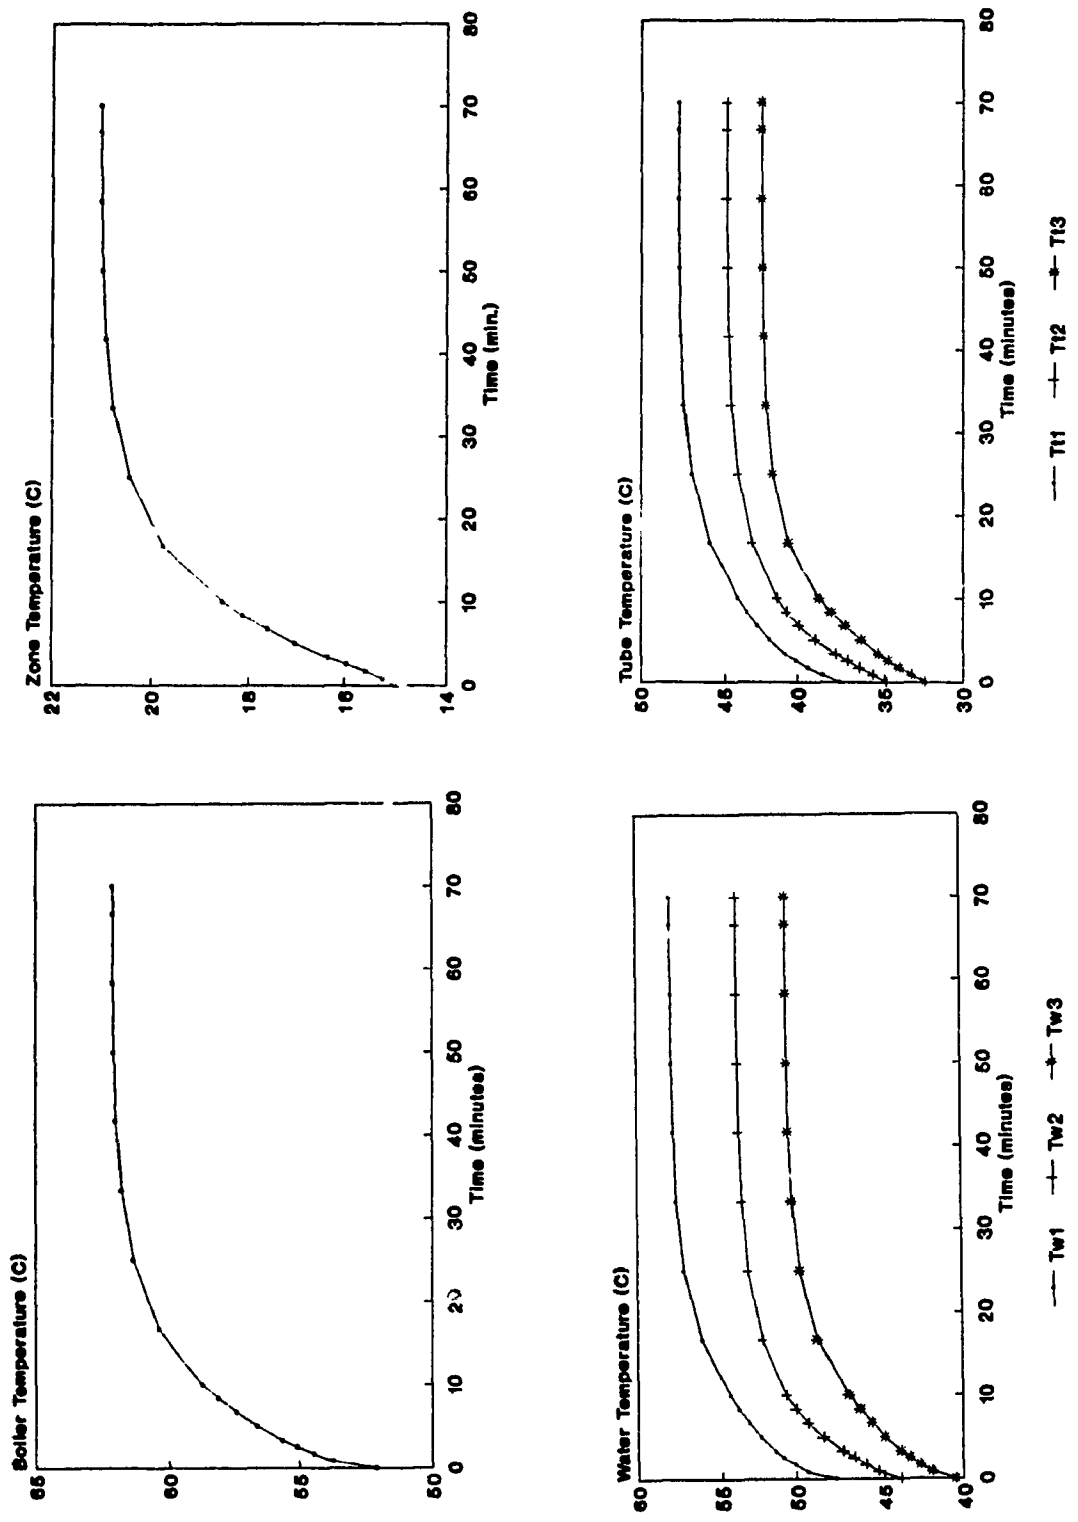 Boiler Temperature (C)
65
60
55
50
0 10 20 30 40 50 60 70 80
Time (minutes)
Zone Temperature (C)
22
20
18
16
14
0 10 20 30 40 50 60 70 80
Time (min.)
Water Temperature (C)
60
55
50
45
40
0 10 20 30 40 50 60 70 80
Time (minutes)
Tw1 Tw2 Tw3
Tube Temperature (C)
50
45
40
35
30
0 10 20 30 40 50 60 70 80
Time (minutes)
Tt1 Tt2 Tt3